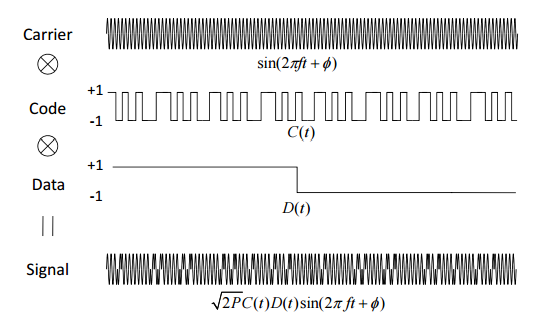 Carrier
sin(2πft + ϕ)
⊗
+1
Code
-1
C(t)
⊗
+1
Data
-1
D(t)
||
Signal
√2PC(t)D(t)sin(2π ft + ϕ)